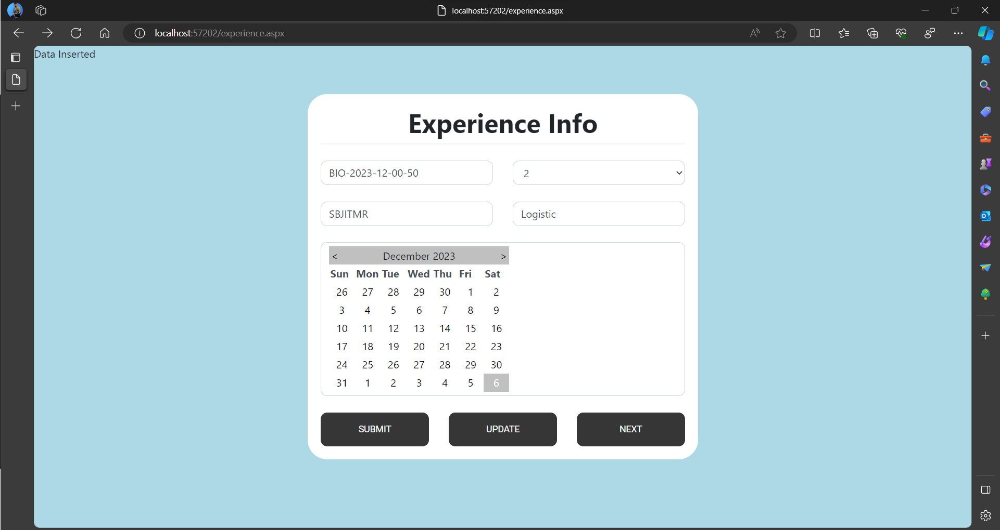 localhost:57202/experience.aspx
localhost:57202/experience.aspx
Data Inserted
Experience Info
BIO-2023-12-00-50 2
SBJITMR Logistic
< December 2023 >
Sun Mon Tue Wed Thu Fri Sat
26 27 28 29 30 1 2
3 4 5 6 7 8 9
10 11 12 13 14 15 16
17 18 19 20 21 22 23
24 25 26 27 28 29 30
31 1 2 3 4 5 6
SUBMIT UPDATE NEXT